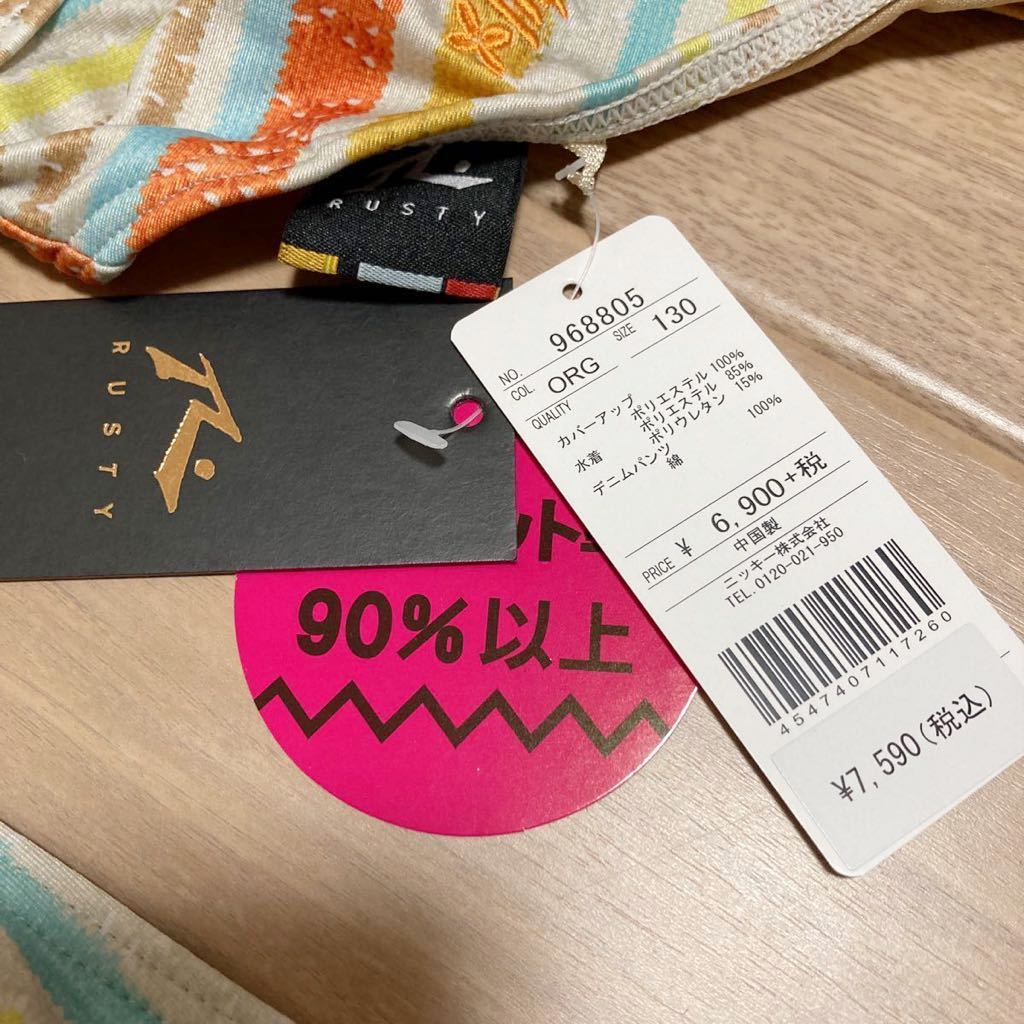 RUSTY
RUSTY
90%以上
NO. 968805
COL. ORG SIZE 130
QUALITY
カバーアップ ポリエステル 100%
水着 ポリエステル 85%
ポリウレタン 15%
デニムパンツ 綿 100%
PRICE ¥ 6,900+税
中国製
ニッキー株式会社
TEL.0120-021-950
4547407117260
¥7,590(税込)